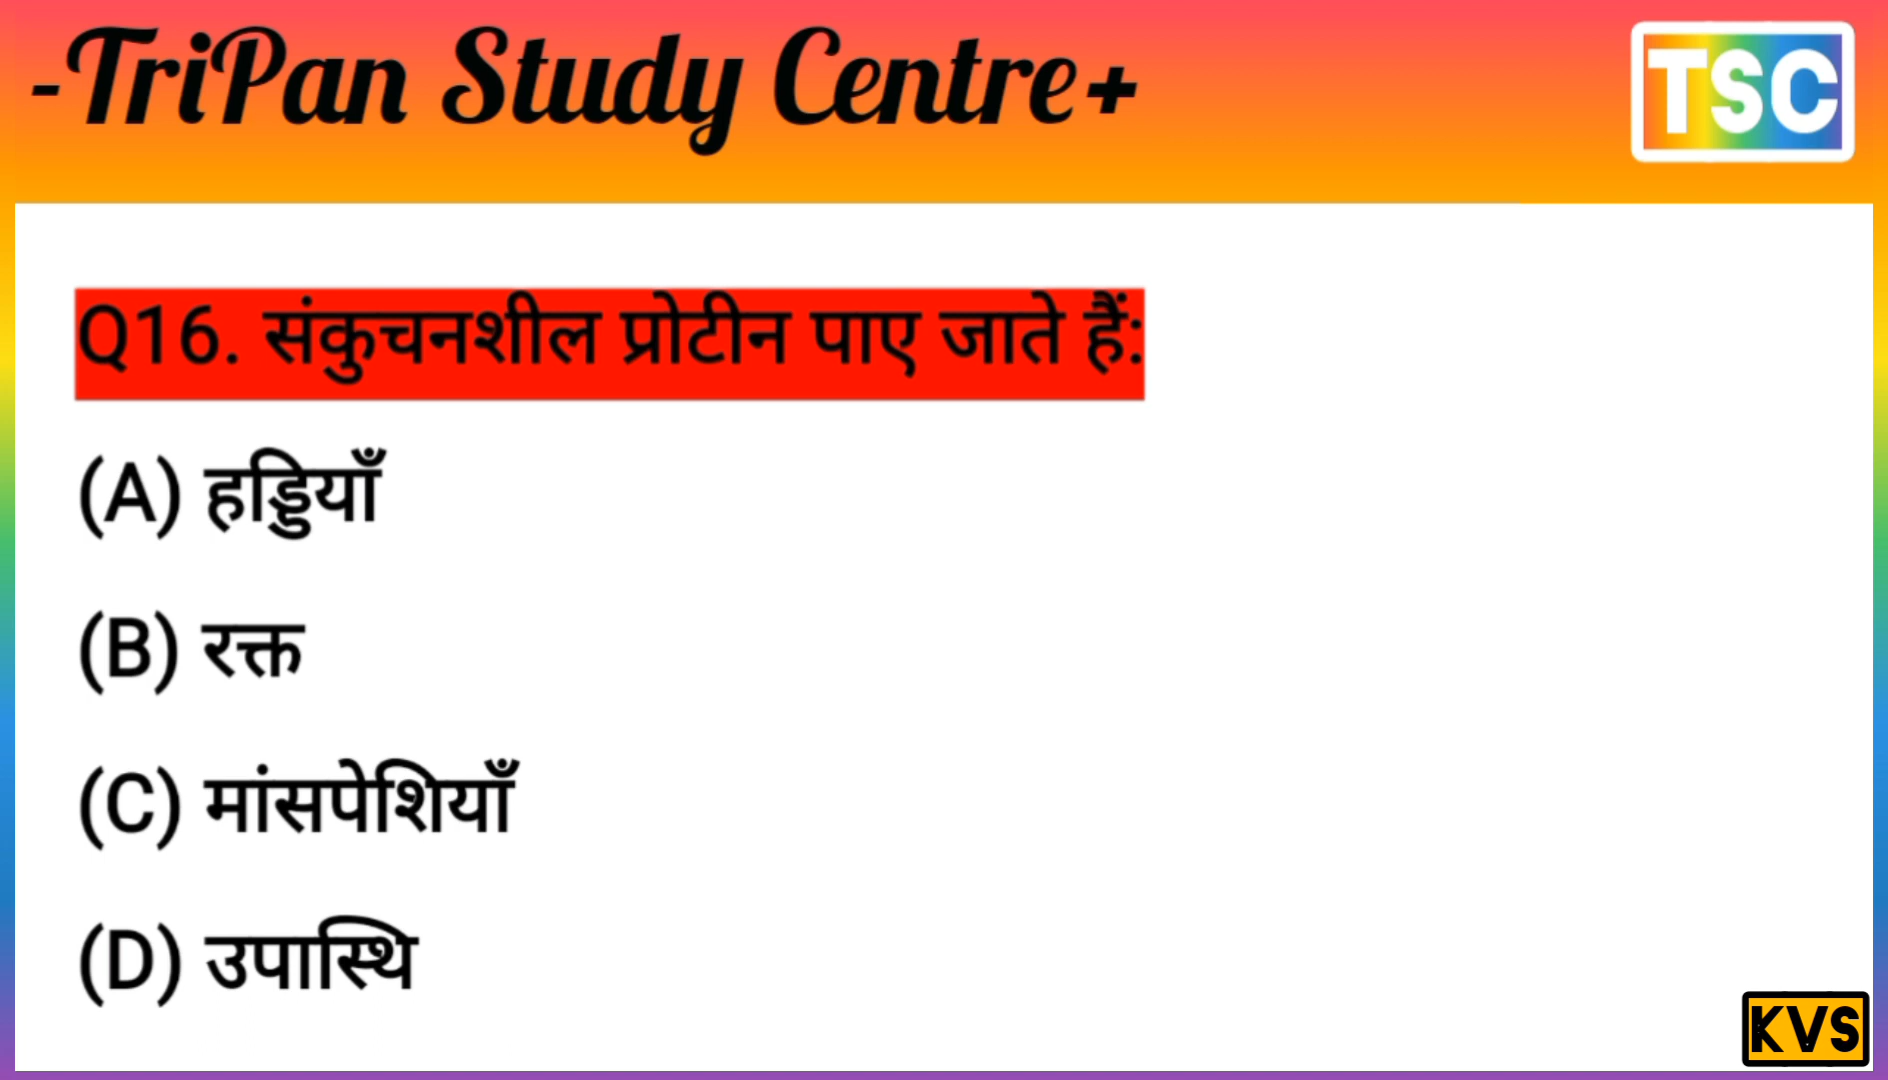 -TriPan Study Centre+
TSC
Q16. संकुचनशील प्रोटीन पाए जाते हैं:
(A) हड्डियाँ
(B) रक्त
(C) मांसपेशियाँ
(D) उपास्थि
KVS